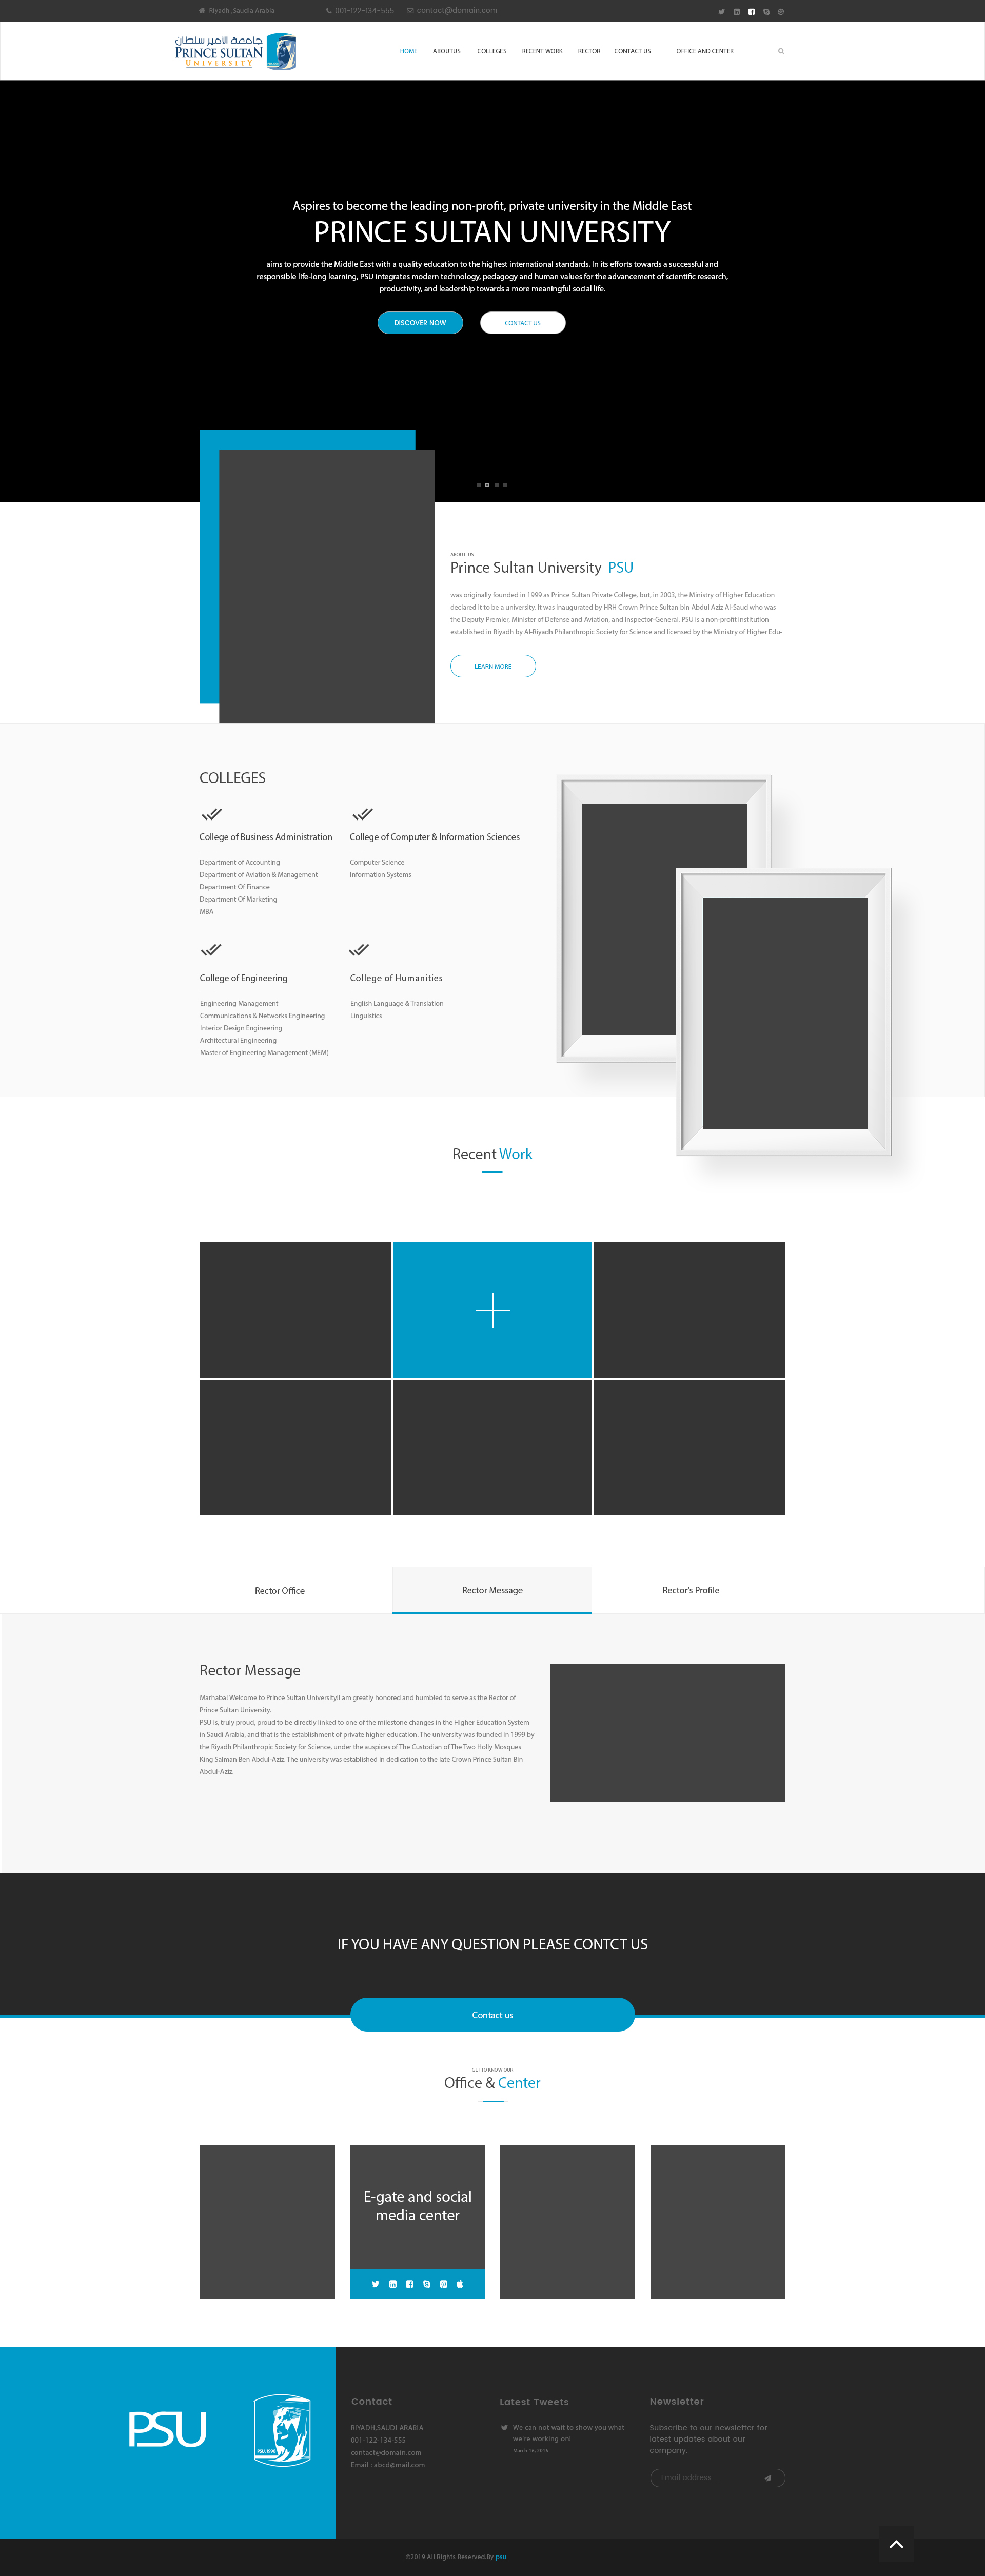 Riyadh ,Saudia Arabia
001-122-134-555
contact@domain.com
جامعة الامير سلطان
PRINCE SULTAN
UNIVERSITY
HOME ABOUTUS COLLEGES RECENT WORK RECTOR CONTACT US OFFICE AND CENTER
Aspires to become the leading non-profit, private university in the Middle East
PRINCE SULTAN UNIVERSITY
aims to provide the Middle East with a quality education to the highest international standards. In its efforts towards a successful and
responsible life-long learning, PSU integrates modern technology, pedagogy and human values for the advancement of scientific research,
productivity, and leadership towards a more meaningful social life.
DISCOVER NOW
CONTACT US
ABOUT US
Prince Sultan University PSU
was originally founded in 1999 as Prince Sultan Private College, but, in 2003, the Ministry of Higher Education
declared it to be a university. It was inaugurated by HRH Crown Prince Sultan bin Abdul Aziz Al-Saud who was
the Deputy Premier, Minister of Defense and Aviation, and Inspector-General. PSU is a non-profit institution
established in Riyadh by Al-Riyadh Philanthropic Society for Science and licensed by the Ministry of Higher Edu-
LEARN MORE
COLLEGES
College of Business Administration
Department of Accounting
Department of Aviation & Management
Department Of Finance
Department Of Marketing
MBA
College of Computer & Information Sciences
Computer Science
Information Systems
College of Engineering
Engineering Management
Communications & Networks Engineering
Interior Design Engineering
Architectural Engineering
Master of Engineering Management (MEM)
College of Humanities
English Language & Translation
Linguistics
Recent Work
Rector Office
Rector Message
Rector's Profile
Rector Message
Marhaba! Welcome to Prince Sultan University!I am greatly honored and humbled to serve as the Rector of
Prince Sultan University.
PSU is, truly proud, proud to be directly linked to one of the milestone changes in the Higher Education System
in Saudi Arabia, and that is the establishment of private higher education. The university was founded in 1999 by
the Riyadh Philanthropic Society for Science, under the auspices of The Custodian of The Two Holly Mosques
King Salman Ben Abdul-Aziz. The university was established in dedication to the late Crown Prince Sultan Bin
Abdul-Aziz.
IF YOU HAVE ANY QUESTION PLEASE CONTCT US
Contact us
GET TO KNOW OUR
Office & Center
E-gate and social
media center
PSU
PSU. 1998
Contact
RIYADH,SAUDI ARABIA
001-122-134-555
contact@domain.com
Email : abcd@mail.com
Latest Tweets
We can not wait to show you what
we're working on!
March 16, 2016
Newsletter
Subscribe to our newsletter for
latest updates about our
company.
Email address ...
©2019 All Rights Reserved.By psu